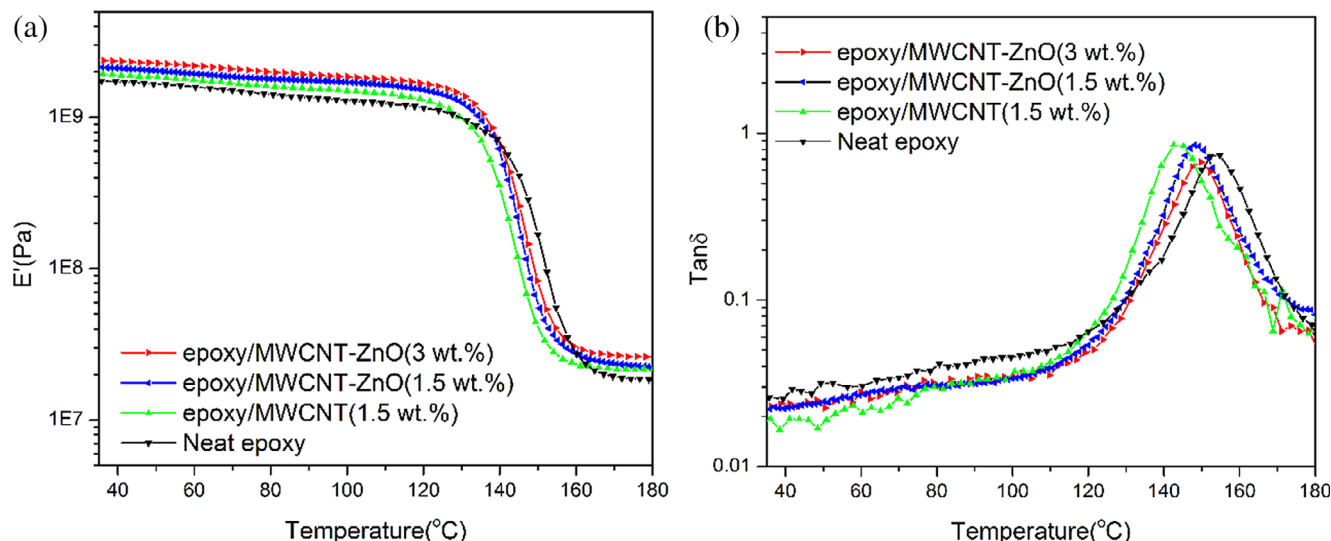 (a)
E'(Pa)
1E9
1E8
1E7
epoxy/MWCNT-ZnO(3 wt.%)
epoxy/MWCNT-ZnO(1.5 wt.%)
epoxy/MWCNT(1.5 wt.%)
Neat epoxy
40 60 80 100 120 140 160 180
Temperature(°C)
(b)
epoxy/MWCNT-ZnO(3 wt.%)
epoxy/MWCNT-ZnO(1.5 wt.%)
epoxy/MWCNT(1.5 wt.%)
Neat epoxy
Tanδ
1
0.1
0.01
40 60 80 100 120 140 160 180
Temperature(°C)